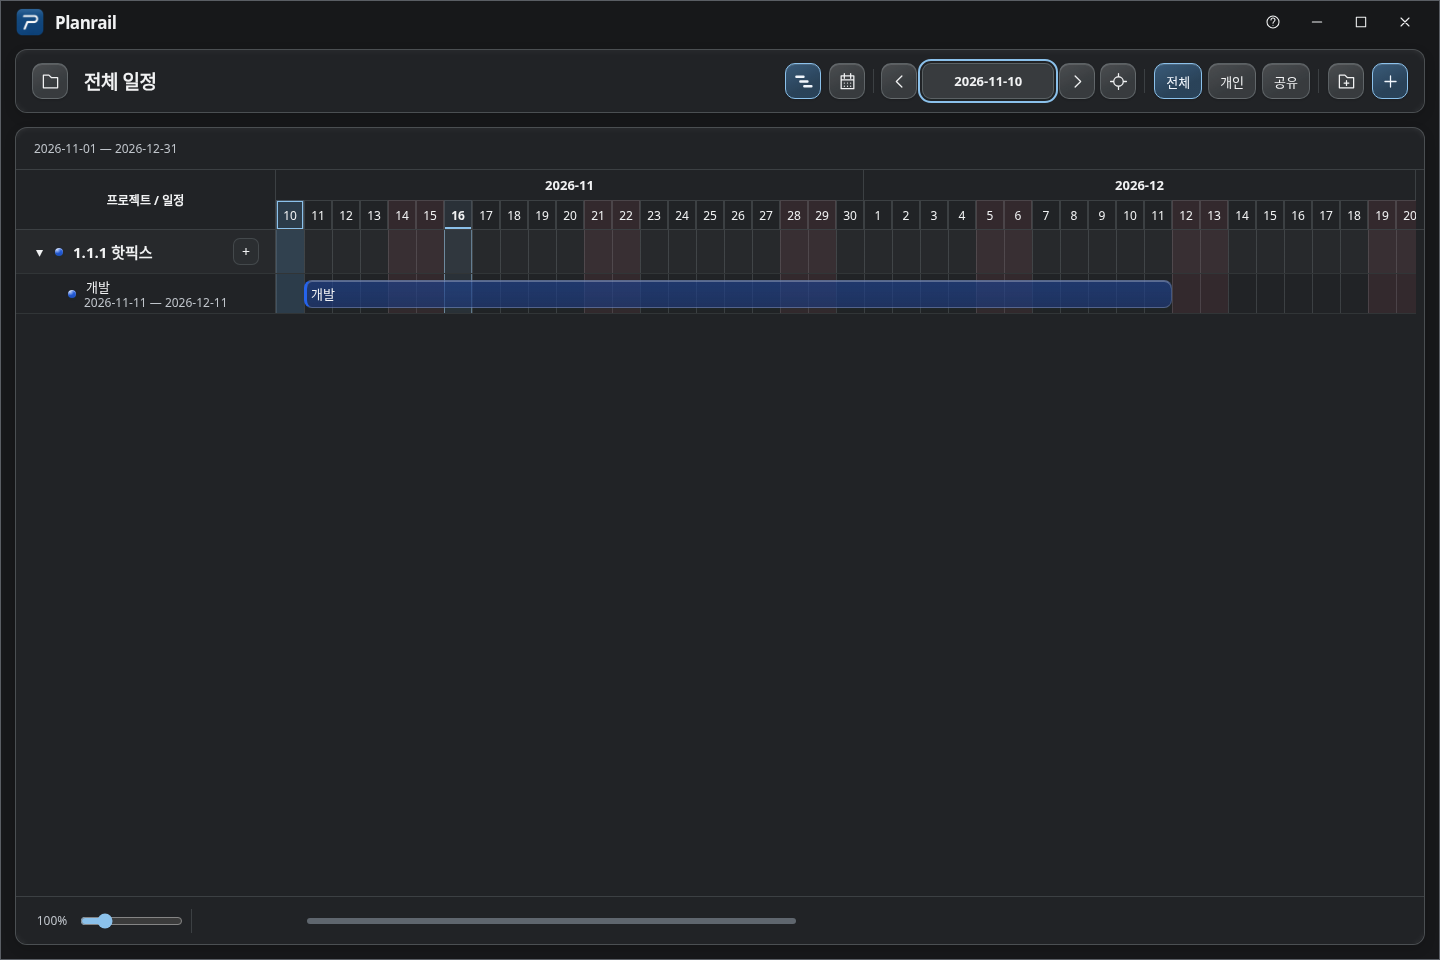 Planrail
전체 일정
2026-11-10
전체 개인 공유
2026-11-01 — 2026-12-31
프로젝트 / 일정
2026-11 2026-12
10 11 12 13 14 15 16 17 18 19 20 21 22 23 24 25 26 27 28 29 30 1 2 3 4 5 6 7 8 9 10 11 12 13 14 15 16 17 18 19 20
1.1.1 핫픽스
개발
2026-11-11 — 2026-12-11
개발
100%